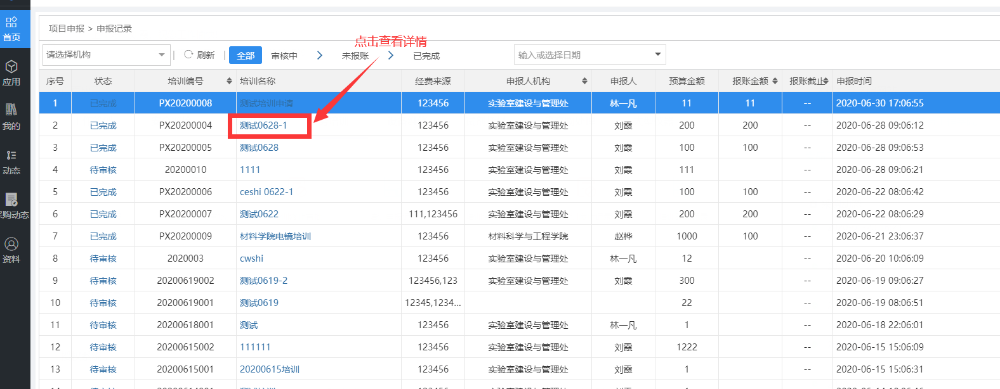 项目申报 > 申报记录
点击查看详情
请选择机构 刷新 全部 审核中 未报账 已完成 输入或选择日期
首页
应用
我的
动态
采购动态
资料
序号 状态 培训编号 培训名称 经费来源 申报人机构 申报人 预算金额 报账金额 报账截止 申报时间
1 已完成 PX20200008 测试培训申请 123456 实验室建设与管理处 林一凡 11 11 -- 2020-06-30 17:06:55
2 已完成 PX20200004 测试0628-1 123456 实验室建设与管理处 刘霞 200 200 -- 2020-06-28 09:06:12
3 已完成 PX20200005 测试0628 123456 实验室建设与管理处 刘霞 100 100 -- 2020-06-28 09:06:53
4 待审核 20200010 1111 123456 实验室建设与管理处 刘霞 111 -- 2020-06-28 09:06:21
5 已完成 PX20200006 ceshi 0622-1 123456 实验室建设与管理处 刘霞 100 100 -- 2020-06-22 08:06:42
6 已完成 PX20200007 测试0622 111,123456 实验室建设与管理处 刘霞 200 200 -- 2020-06-22 08:06:29
7 已完成 PX20200009 材料学院电镜培训 123456 材料科学与工程学院 赵桦 1000 100 -- 2020-06-21 23:06:37
8 待审核 2020003 cwshi 123456 实验室建设与管理处 林一凡 12 -- 2020-06-20 10:06:09
9 待审核 20200619002 测试0619-2 123456,123 实验室建设与管理处 刘霞 300 -- 2020-06-19 09:06:27
10 待审核 20200619001 测试0619 12345,1234... 22 -- 2020-06-19 08:06:51
11 待审核 20200618001 测试 123456 实验室建设与管理处 林一凡 1 -- 2020-06-18 22:06:01
12 待审核 20200615002 111111 123456 实验室建设与管理处 刘霞 1222 -- 2020-06-15 15:06:09
13 待审核 20200615001 20200615培训 123456 实验室建设与管理处 刘霞 1 -- 2020-06-15 15:06:31